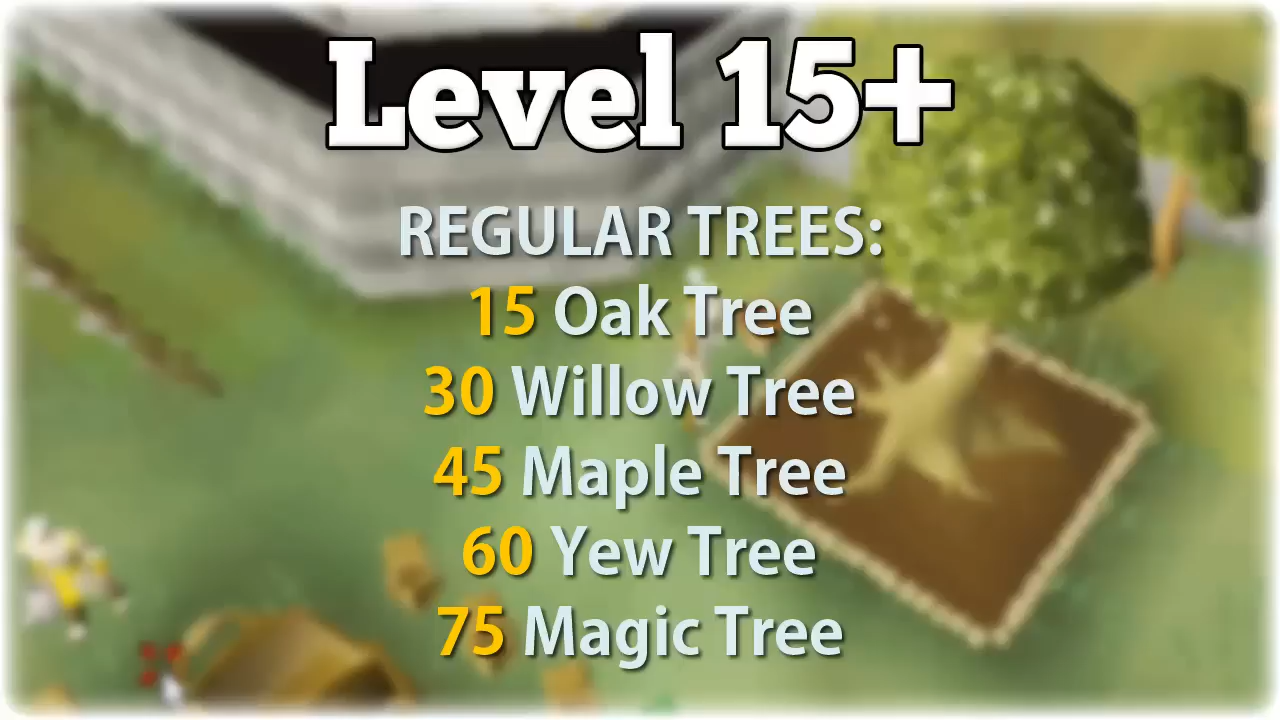 Level 15+
REGULAR TREES:
15 Oak Tree
30 Willow Tree
45 Maple Tree
60 Yew Tree
75 Magic Tree